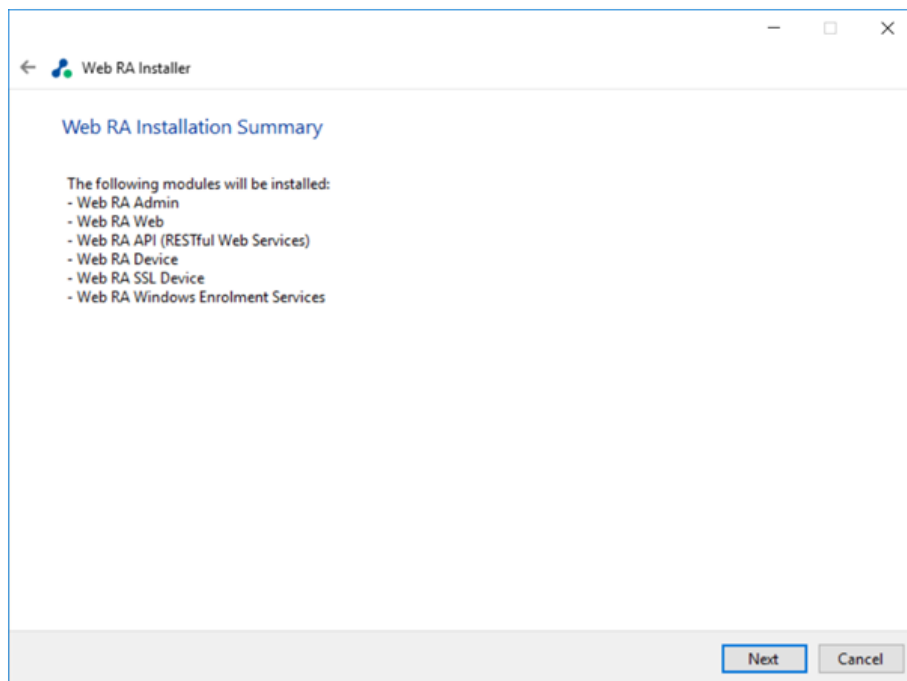 Web RA Installer
Web RA Installation Summary
The following modules will be installed:
- Web RA Admin
- Web RA Web
- Web RA API (RESTful Web Services)
- Web RA Device
- Web RA SSL Device
- Web RA Windows Enrolment Services
Next
Cancel